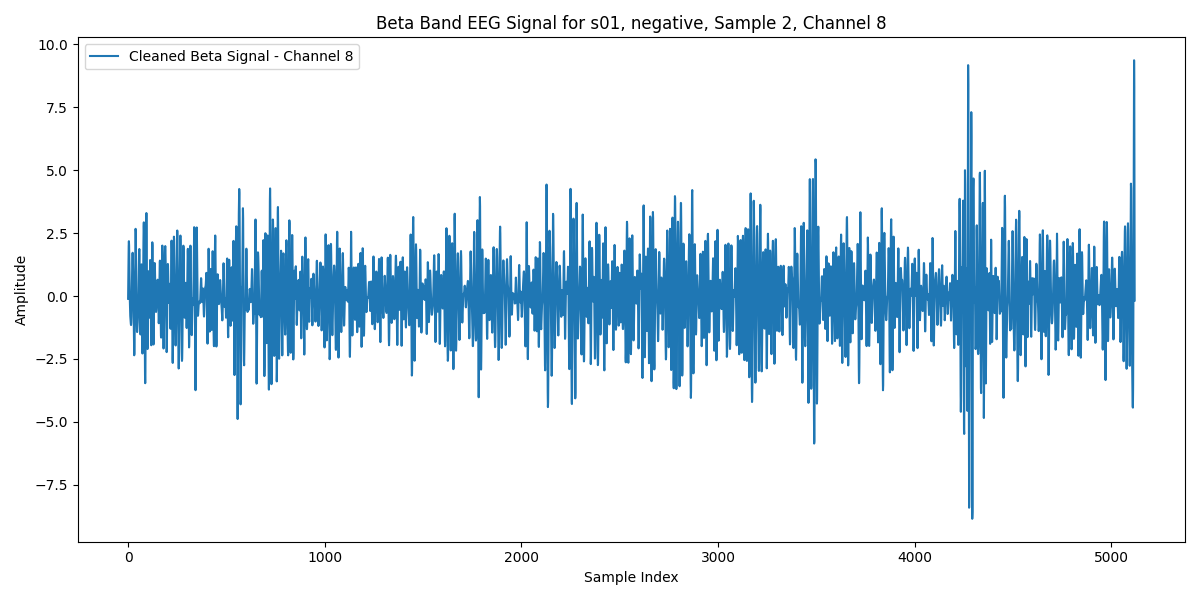 Beta Band EEG Signal for s01, negative, Sample 2, Channel 8
Cleaned Beta Signal - Channel 8
Amplitude
10.0
7.5
5.0
2.5
0.0
−2.5
−5.0
−7.5
0 1000 2000 3000 4000 5000
Sample Index